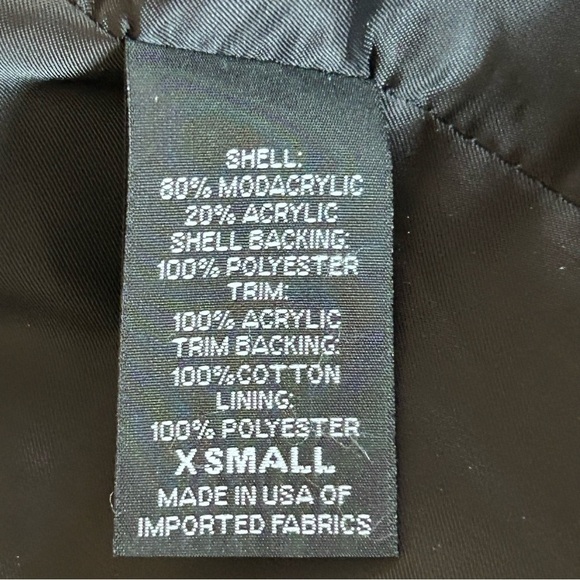 SHELL:
80% MODACRYLIC
20% ACRYLIC
SHELL BACKING:
100% POLYESTER
TRIM:
100% ACRYLIC
TRIM BACKING:
100%COTTON
LINING:
100% POLYESTER
X SMALL
MADE IN USA OF
IMPORTED FABRICS